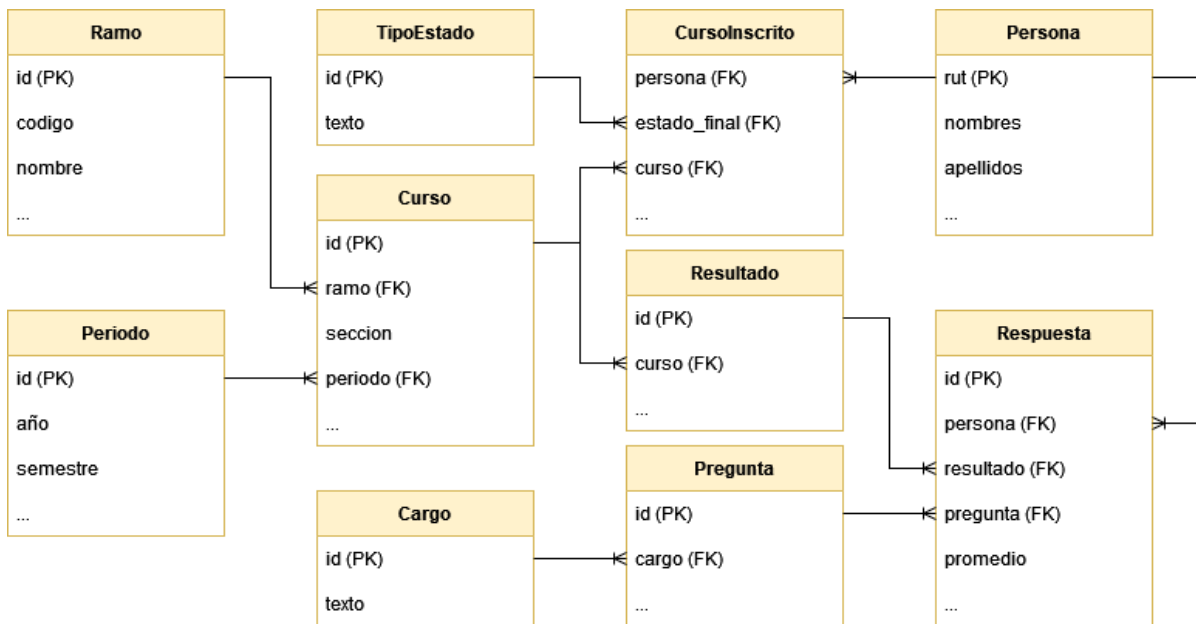 Ramo
id (PK)
codigo
nombre
...
TipoEstado
id (PK)
texto
CursoInscrito
persona (FK)
estado_final (FK)
curso (FK)
...
Persona
rut (PK)
nombres
apellidos
...
Curso
id (PK)
ramo (FK)
seccion
periodo (FK)
...
Resultado
id (PK)
curso (FK)
...
Periodo
id (PK)
año
semestre
...
Respuesta
id (PK)
persona (FK)
resultado (FK)
pregunta (FK)
promedio
...
Cargo
id (PK)
texto
Pregunta
id (PK)
cargo (FK)
...